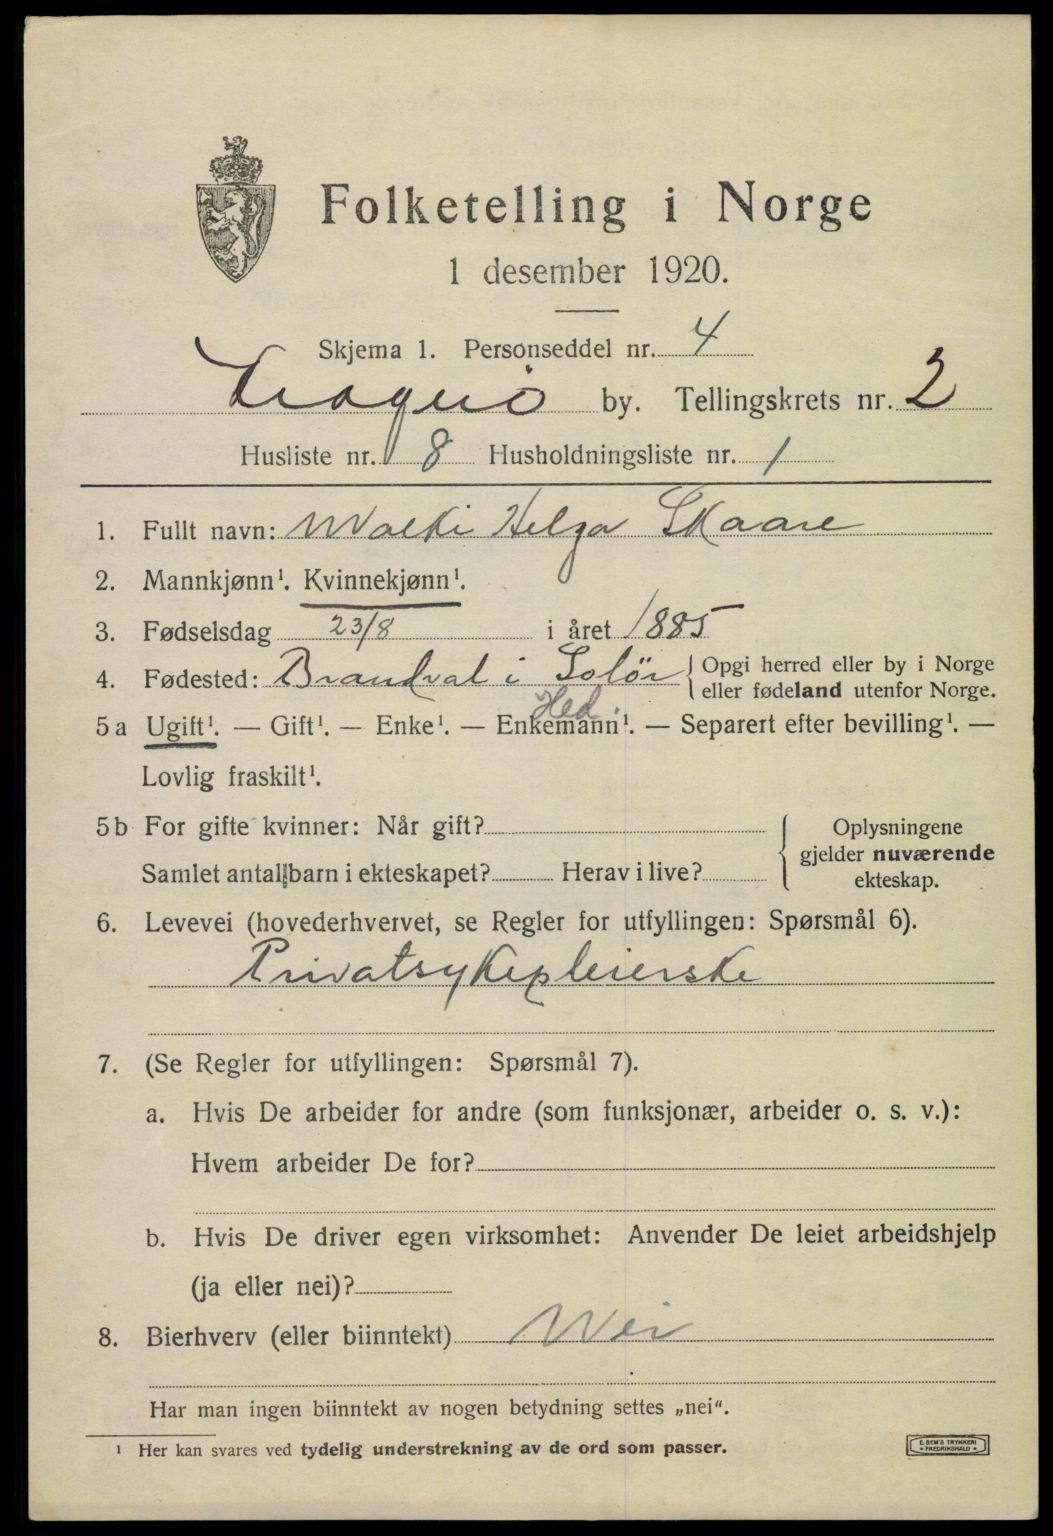 Folketelling i Norge
1 desember 1920.
Skjema 1. Personseddel nr. 4
Kragerø by. Tellingskrets nr. 2
Husliste nr. 8 Husholdningsliste nr. 1
1. Fullt navn: Helga Skaare
2. Mannkjønn¹. Kvinnekjønn¹.
3. Fødselsdag 23/8 i året 1885
4. Fødested: Brandval i Solör { Opgi herred eller by i Norge
eller fødeland utenfor Norge.
Hed.
5a Ugift¹. — Gift¹. — Enke¹. — Enkemann¹. — Separert efter bevilling¹. —
Lovlig fraskilt¹.
5b For gifte kvinner: Når gift? { Oplysningene
gjelder nuværende
Samlet antall barn i ekteskapet? Herav i live?
ekteskap.
6. Levevei (hovederhvervet, se Regler for utfyllingen: Spørsmål 6).
Privatsykepleierske
7. (Se Regler for utfyllingen: Spørsmål 7).
a. Hvis De arbeider for andre (som funksjonær, arbeider o. s. v.):
Hvem arbeider De for?
b. Hvis De driver egen virksomhet: Anvender De leiet arbeidshjelp
(ja eller nei)?
8. Bierhverv (eller biinntekt) Nei
Har man ingen biinntekt av nogen betydning settes „nei“.
¹ Her kan svares ved tydelig understrekning av de ord som passer.
E. SEM'S TRYKKERI
FREDRIKSHALD